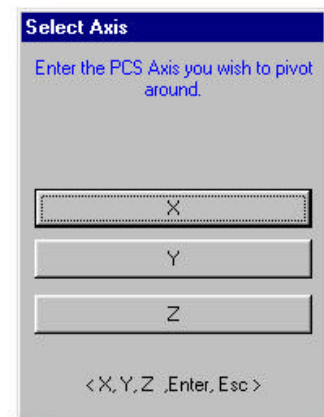 Select Axis
Enter the PCS Axis you wish to pivot
around.
X
Y
Z
< X, Y, Z ,Enter, Esc >